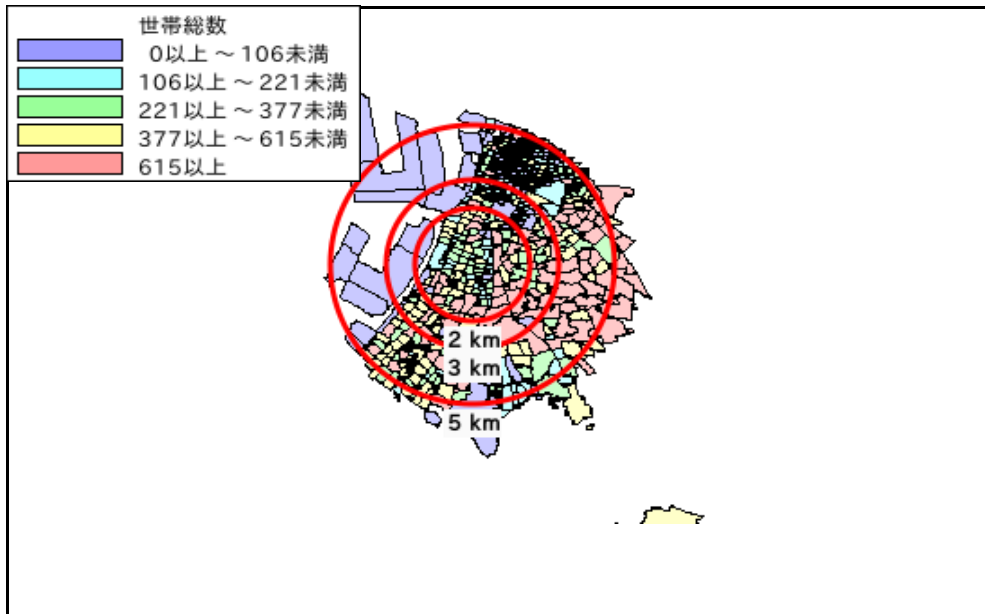 世帯総数
0以上 ～ 106未満
106以上 ～ 221未満
221以上 ～ 377未満
377以上 ～ 615未満
615以上
2 km
3 km
5 km